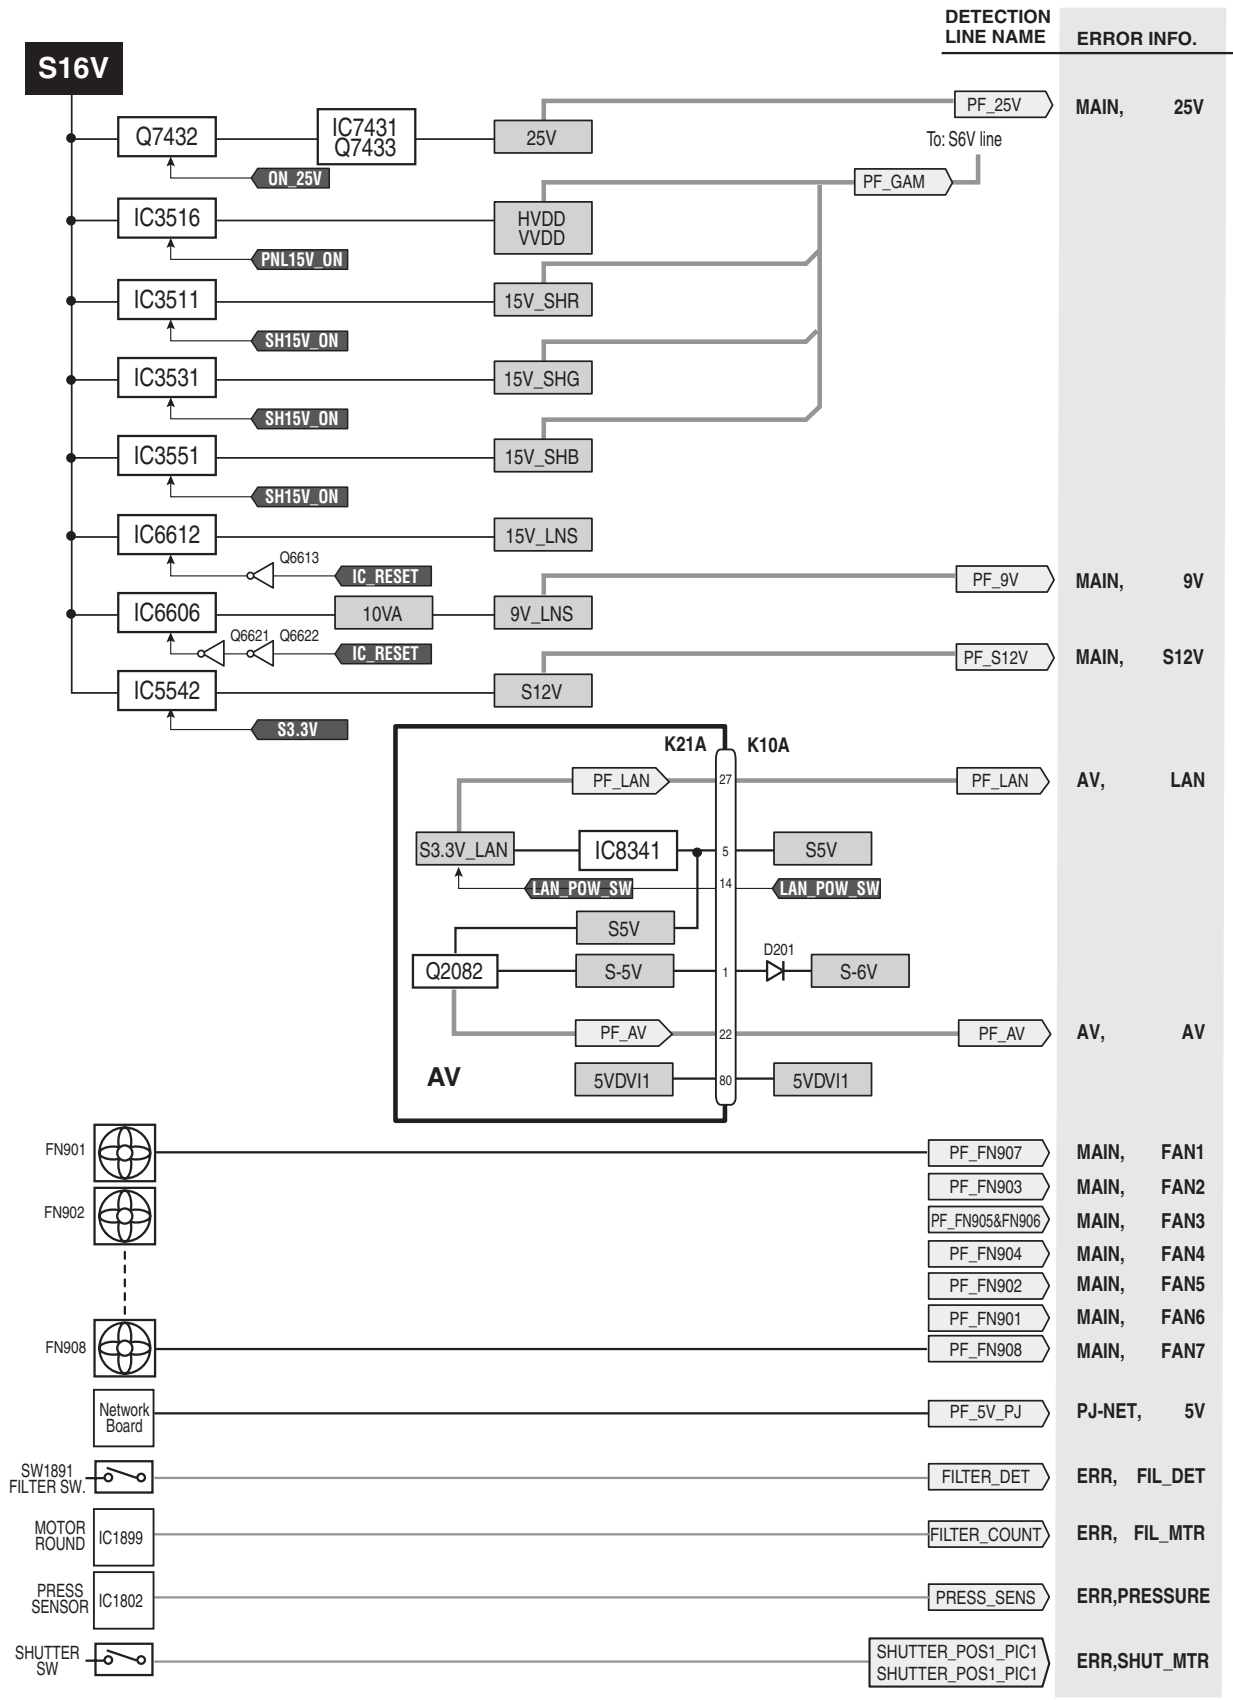 DETECTION
LINE NAME
ERROR INFO.
S16V
Q7432
IC7431
Q7433
25V
PF_25V
MAIN, 25V
ON_25V
To: S6V line
PF_GAM
IC3516
HVDD
VVDD
PNL15V_ON
IC3511
15V_SHR
SH15V_ON
IC3531
15V_SHG
SH15V_ON
IC3551
15V_SHB
SH15V_ON
IC6612
15V_LNS
Q6613
IC_RESET
PF_9V
MAIN, 9V
IC6606
10VA
9V_LNS
Q6621
Q6622
IC_RESET
PF_S12V
MAIN, S12V
IC5542
S12V
S3.3V
K21A
K10A
PF_LAN
27
PF_LAN
AV, LAN
S3.3V_LAN
IC8341
5
S5V
LAN_POW_SW
14
LAN_POW_SW
S5V
Q2082
S-5V
1
D201
S-6V
PF_AV
22
PF_AV
AV, AV
AV
5VDVI1
80
5VDVI1
FN901
PF_FN907
MAIN, FAN1
PF_FN903
MAIN, FAN2
FN902
PF_FN905&FN906
MAIN, FAN3
PF_FN904
MAIN, FAN4
PF_FN902
MAIN, FAN5
PF_FN901
MAIN, FAN6
FN908
PF_FN908
MAIN, FAN7
Network
Board
PF_5V_PJ
PJ-NET, 5V
SW1891
FILTER SW.
FILTER_DET
ERR, FIL_DET
MOTOR
ROUND
IC1899
FILTER_COUNT
ERR, FIL_MTR
PRESS
SENSOR
IC1802
PRESS_SENS
ERR,PRESSURE
SHUTTER
SW
SHUTTER_POS1_PIC1
SHUTTER_POS1_PIC1
ERR,SHUT_MTR